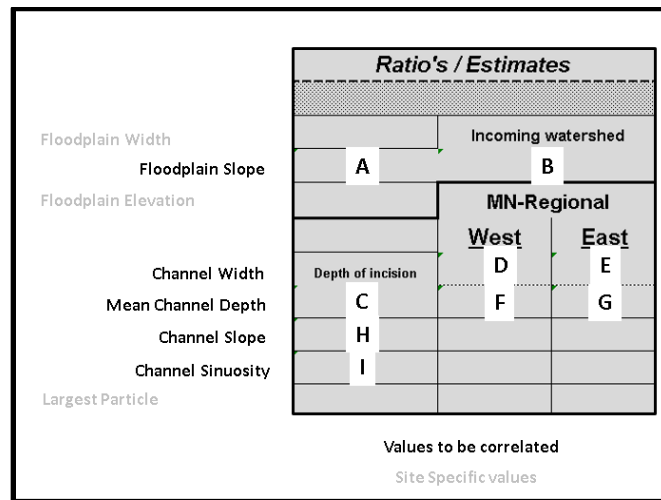 Ratio's / Estimates
Floodplain Width
Incoming watershed
Floodplain Slope A B
Floodplain Elevation
MN-Regional
West East
Channel Width Depth of incision D E
Mean Channel Depth C F G
Channel Slope H
Channel Sinuosity I
Largest Particle
Values to be correlated
Site Specific values